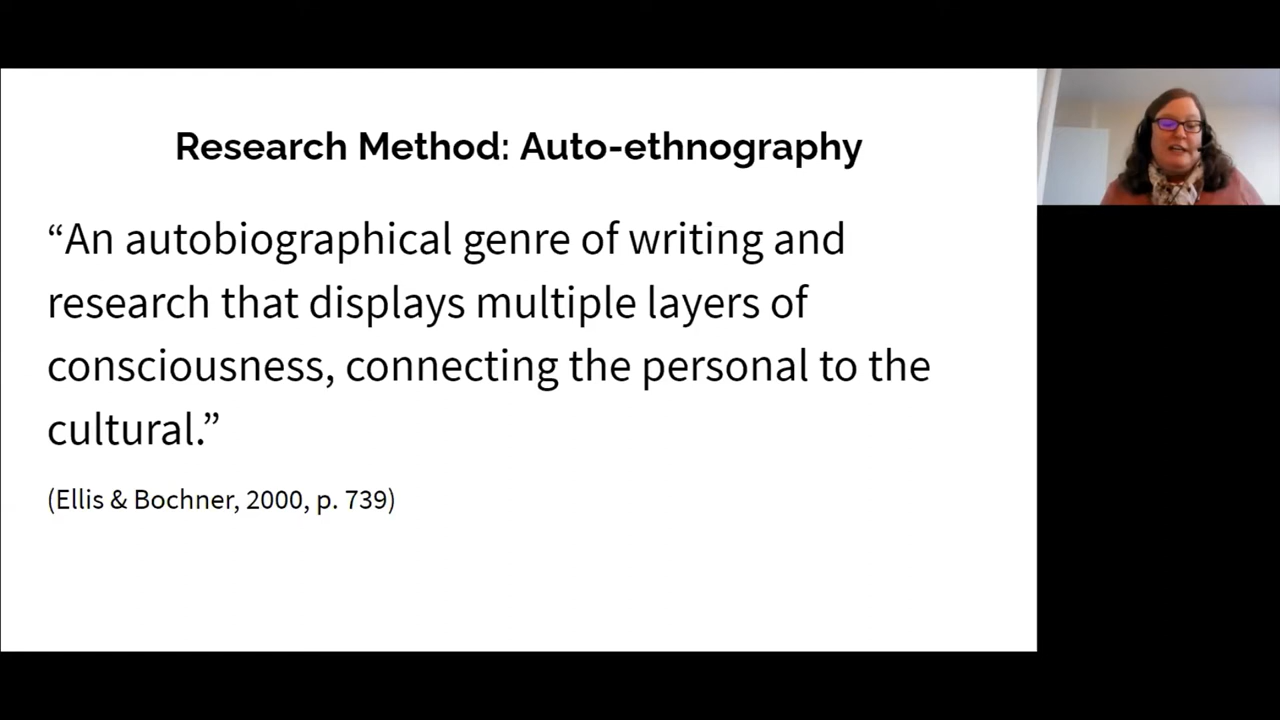 Research Method: Auto-ethnography
“An autobiographical genre of writing and
research that displays multiple layers of
consciousness, connecting the personal to the
cultural.”
(Ellis & Bochner, 2000, p. 739)